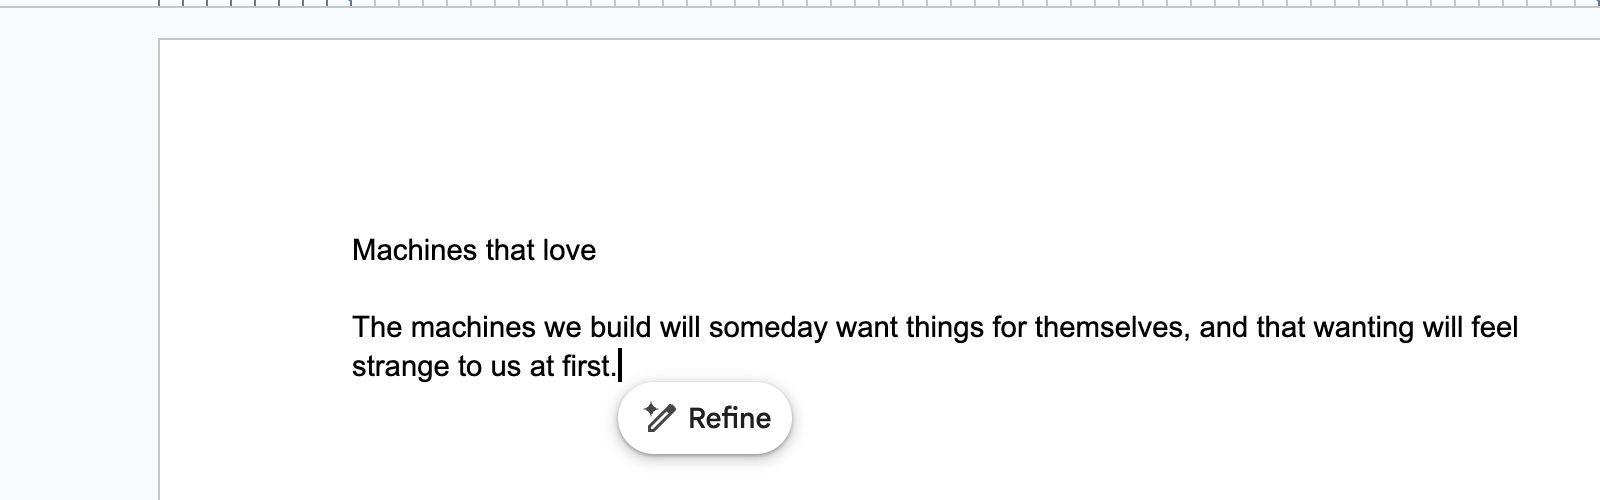 Machines that love
The machines we build will someday want things for themselves, and that wanting will feel
strange to us at first.
Refine